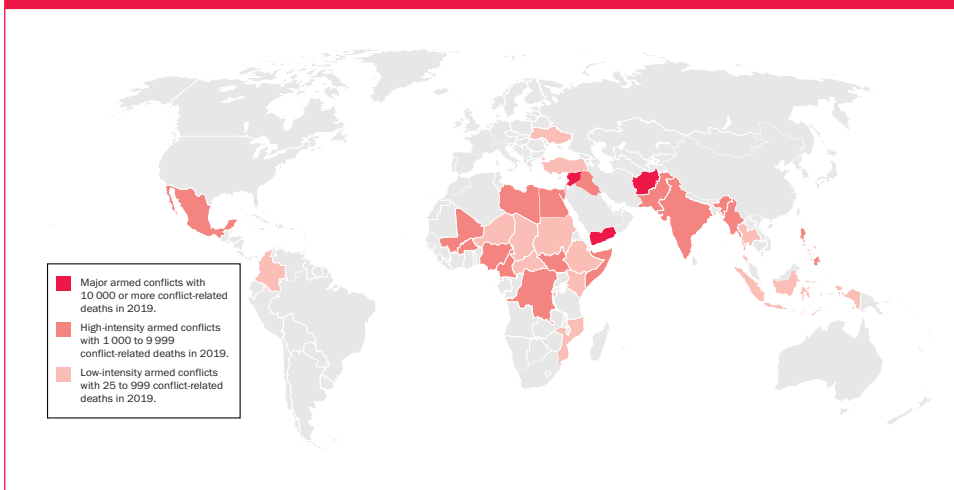 Major armed conflicts with
10 000 or more conflict-related
deaths in 2019.
High-intensity armed conflicts
with 1 000 to 9 999
conflict-related deaths in 2019.
Low-intensity armed conflicts
with 25 to 999 conflict-related
deaths in 2019.